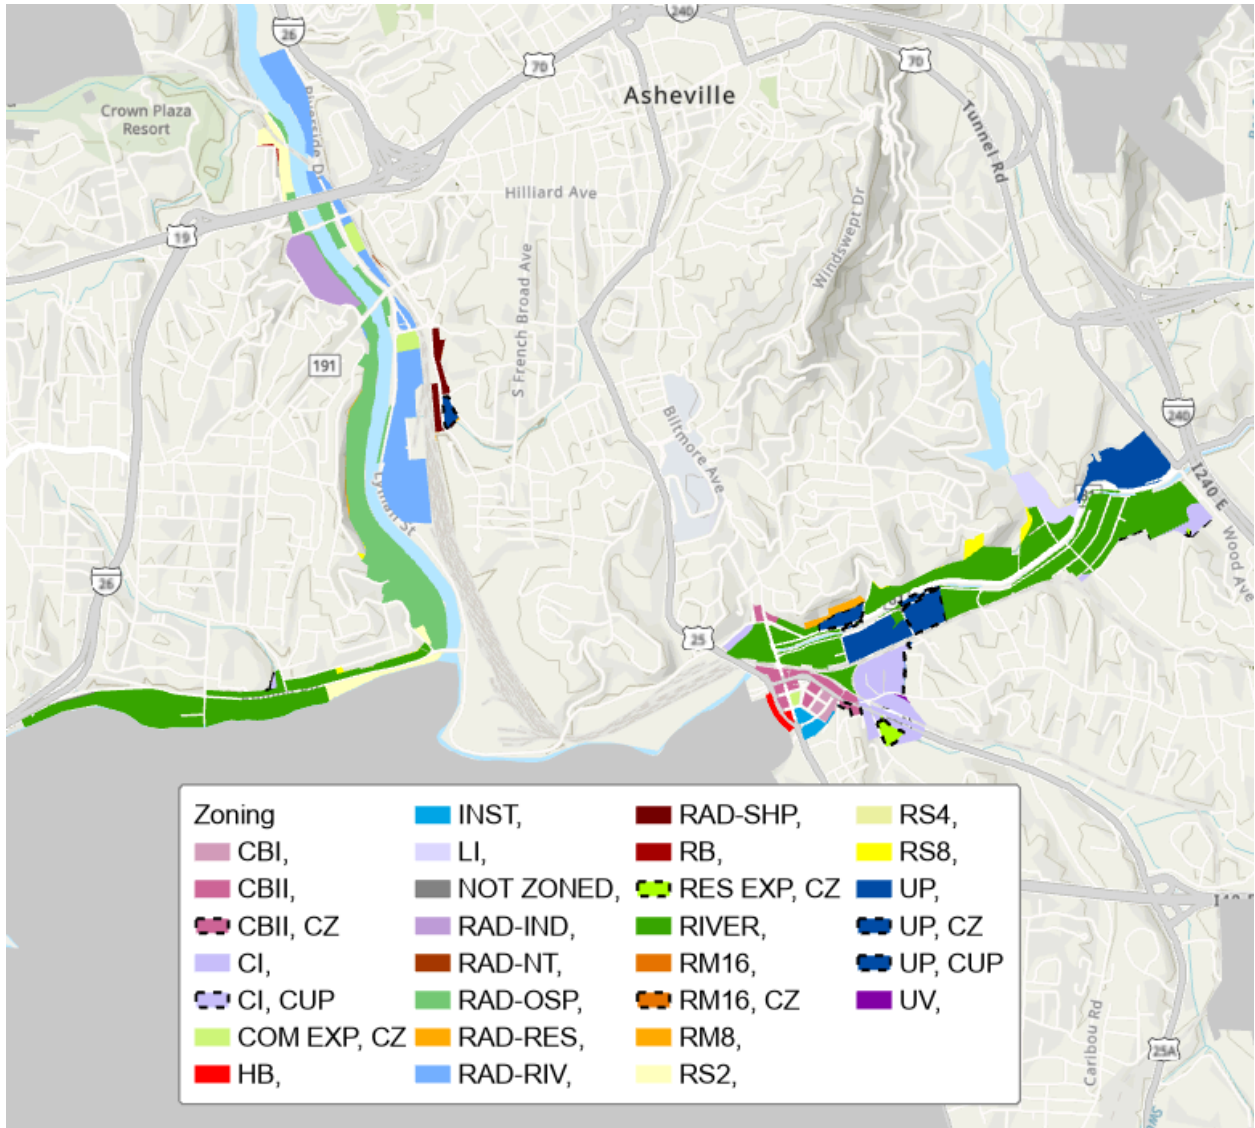 240
26
70
70
Asheville
Crown Plaza
Resort
Riverside Dr
Tunnel Rd
Hilliard Ave
Windswept Dr
19
S French Broad Ave
191
240
Biltmore Ave
I240 E
Lyman St
Wood Ave
26
25
Zoning
CBI,
CBII,
CBII, CZ
CI,
CI, CUP
COM EXP, CZ
HB,
INST,
LI,
NOT ZONED,
RAD-IND,
RAD-NT,
RAD-OSP,
RAD-RES,
RAD-RIV,
RAD-SHP,
RB,
RES EXP, CZ
RIVER,
RM16,
RM16, CZ
RM8,
RS2,
RS4,
RS8,
UP,
UP, CZ
UP, CUP
UV,
Caribou Rd
25A